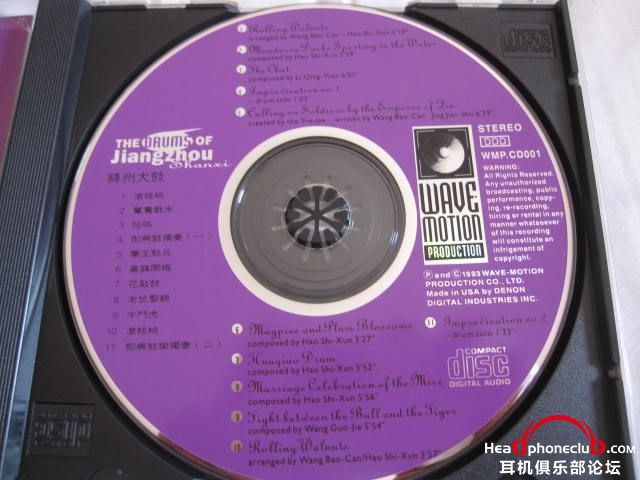 1 Rolling Walnuts
arranged by Wang Bao-Can - Hao Shi-Xun 4'18"
2 Mandarin Ducks Sporting in the Water
composed by Hao Shi-Xun 5'59"
3 The Chat
composed by Li Qing-Yuan 6'01"
4 Improvisation no.1
– drum solo 1'03"
5 Calling on Soldiers by the Emperor of Qin
created by the Troupe – written by Wang Bao-Can Jing Jian-Shu 6'39"
THE DRUMS OF
Jiangzhou
Shanxi
絳州大鼓
1. 滾核桃
2. 鴛鴦戲水
3. 拉呱
4. 即興鼓獨奏(一)
5. 秦王點兵
6. 喜鵲鬧梅
7. 花敲鼓
8. 老鼠娶親
9. 牛鬥虎
10. 滾核桃
11. 即興鼓樂獨奏(二)
STEREO
DDD
WMP.CD001
WARNING:
All Rights Reserved.
Any unauthorized
broadcasting, public
performance, copy-
ing, re-recording,
hiring or rental in any
manner whatsoever
of this recording
will constitute an
infringement of
copyright.
WAVE
MOTION
PRODUCTION
℗ and © 1993 WAVE-MOTION
PRODUCTION CO., LTD.
Made in USA by DENON
DIGITAL INDUSTRIES INC.
6 Magpies and Plum Blossoms
composed by Hao Shi-Xun 3'27"
7 Huaqiao Drum
composed by Hao Shi-Xun 3'52"
8 Marriage Celebration of the Mice
composed by Hao Shi-Xun 5'56"
9 Fight between the Bull and the Tiger
composed by Wang Guo-Jie 5'54"
10 Rolling Walnuts
arranged by Wang Bao-Can/Hao Shi-Xun 3'57"
11 Improvisation no.2
– drum solo 1'33"
COMPACT
disc
DIGITAL AUDIO
HeadphoneClub.com
耳机俱乐部论坛